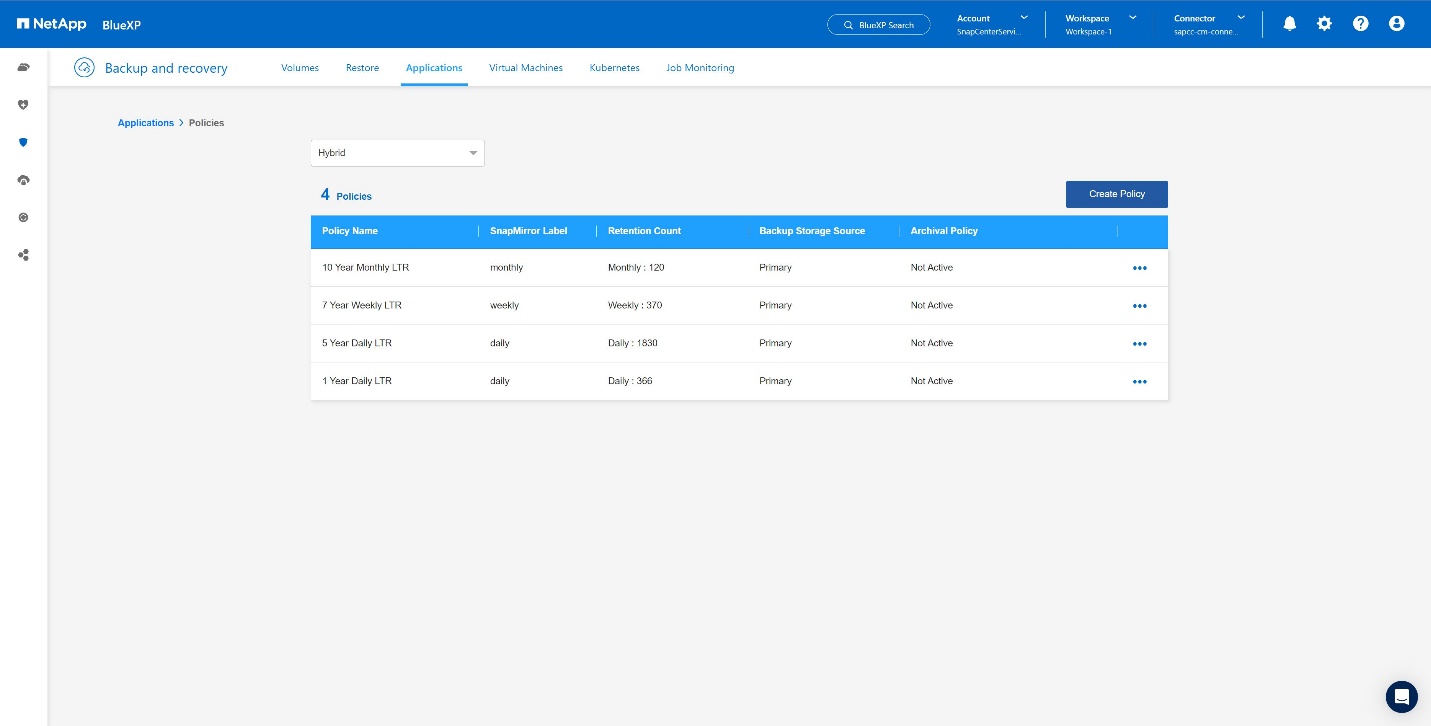 NetApp BlueXP
BlueXP Search
Account
SnapCenterServi...
Workspace
Workspace-1
Connector
sapcc-cm-conne...
Backup and recovery
Volumes Restore Applications Virtual Machines Kubernetes Job Monitoring
Applications > Policies
Hybrid
4 Policies
Create Policy
Policy Name SnapMirror Label Retention Count Backup Storage Source Archival Policy
10 Year Monthly LTR monthly Monthly : 120 Primary Not Active
7 Year Weekly LTR weekly Weekly : 370 Primary Not Active
5 Year Daily LTR daily Daily : 1830 Primary Not Active
1 Year Daily LTR daily Daily : 366 Primary Not Active